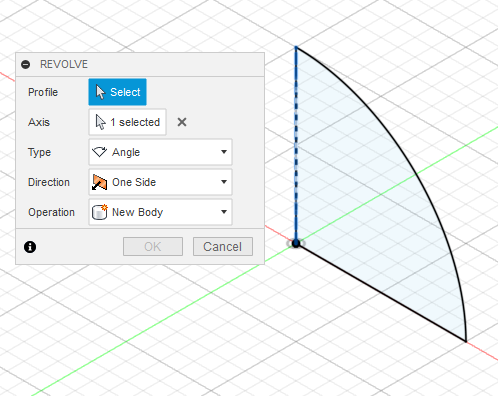 REVOLVE
Profile Select
Axis 1 selected
Type Angle
Direction One Side
Operation New Body
OK Cancel